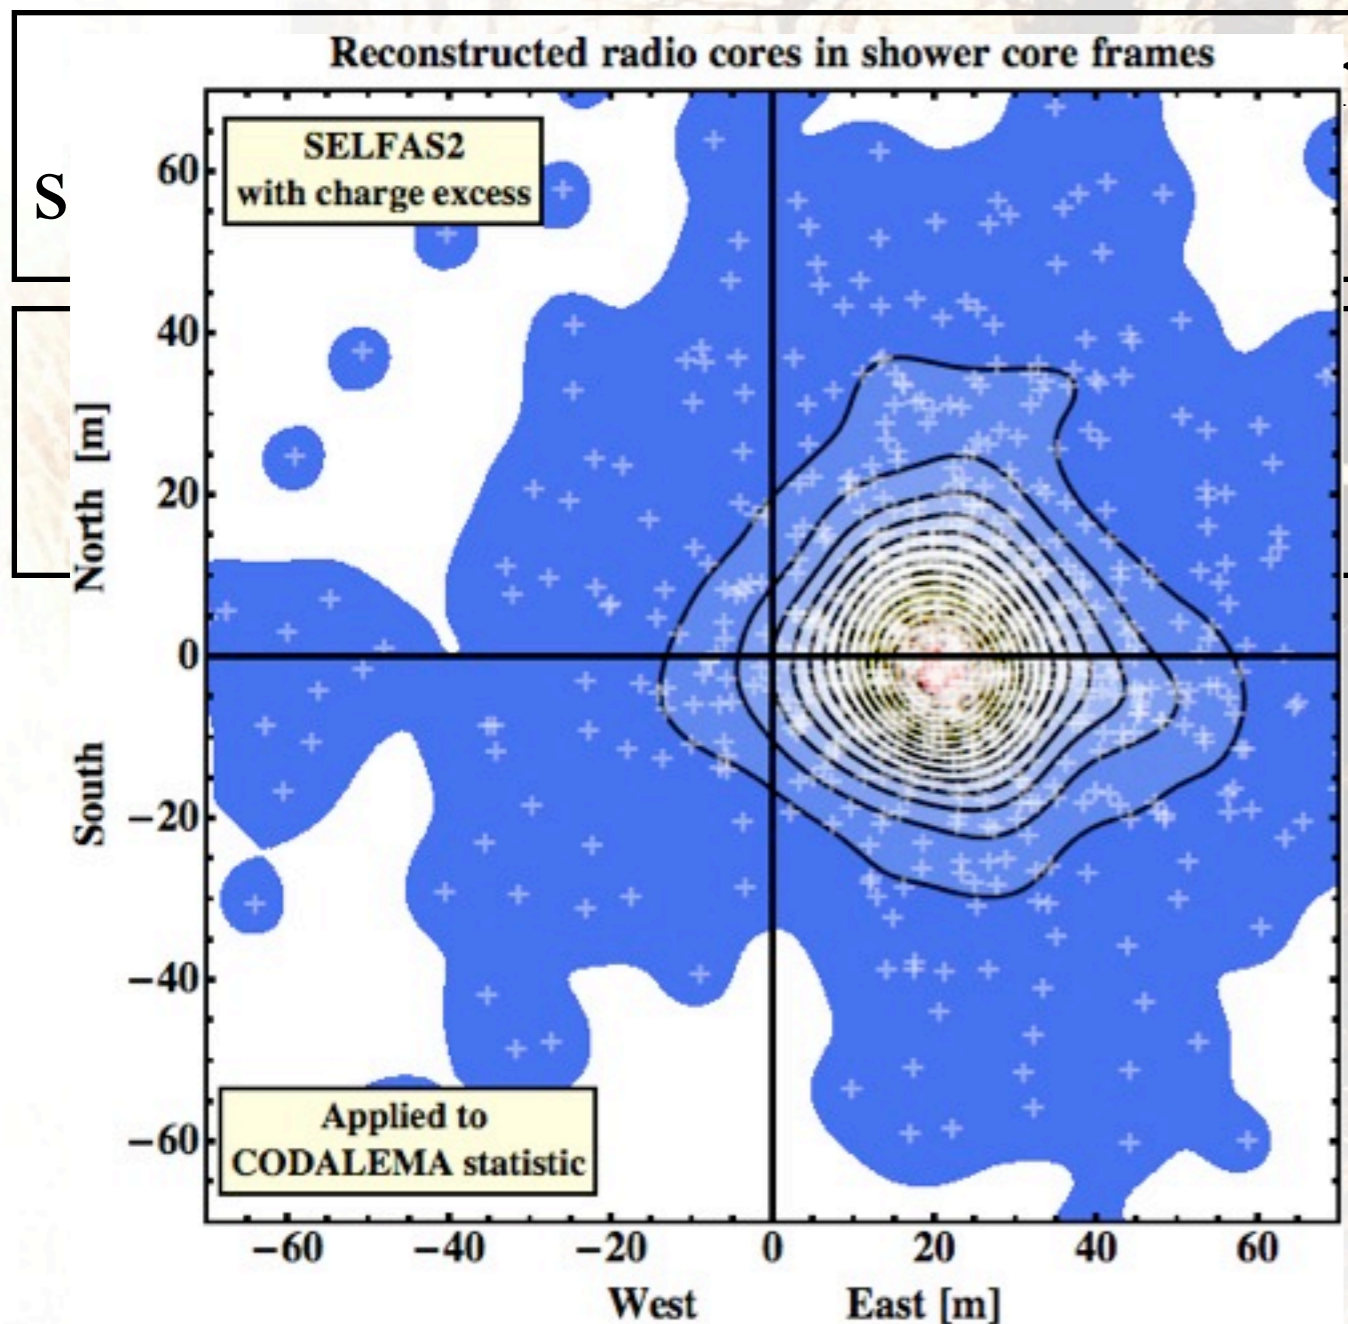 Reconstructed radio cores in shower core frames
SELFAS2
with charge excess
S
60
40
20
0
−20
−40
−60
North [m]
South
Applied to
CODALEMA statistic
−60
−40
−20
0
20
40
60
West
East [m]